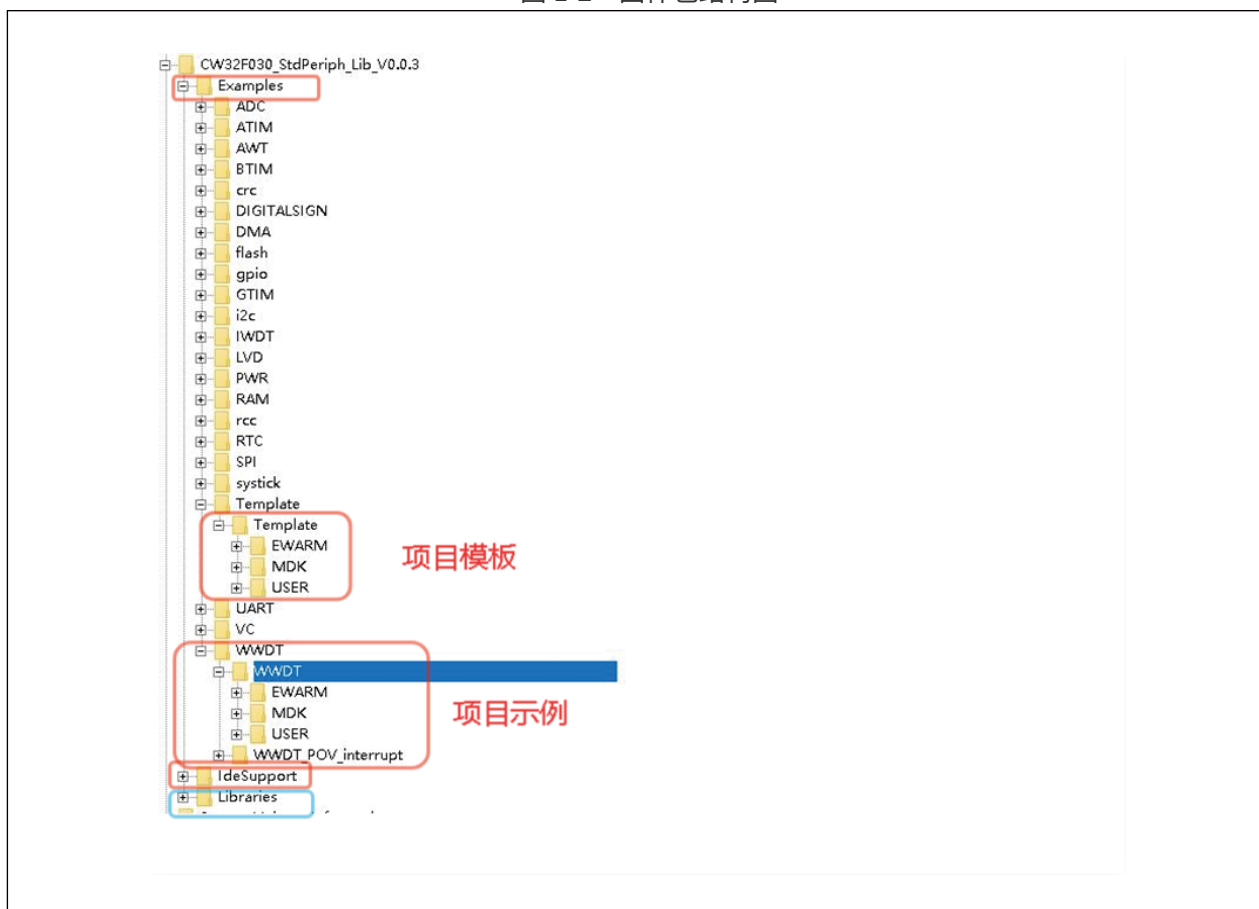 CW32F030_StdPeriph_Lib_V0.0.3
Examples
ADC
ATIM
AWT
BTIM
crc
DIGITALSIGN
DMA
flash
gpio
GTIM
i2c
IWDT
LVD
PWR
RAM
rcc
RTC
SPI
systick
Template
Template
EWARM
项目模板
MDK
USER
UART
VC
WWDT
WWDT
EWARM
MDK
项目示例
USER
WWDT_POV_interrupt
IdeSupport
Libraries